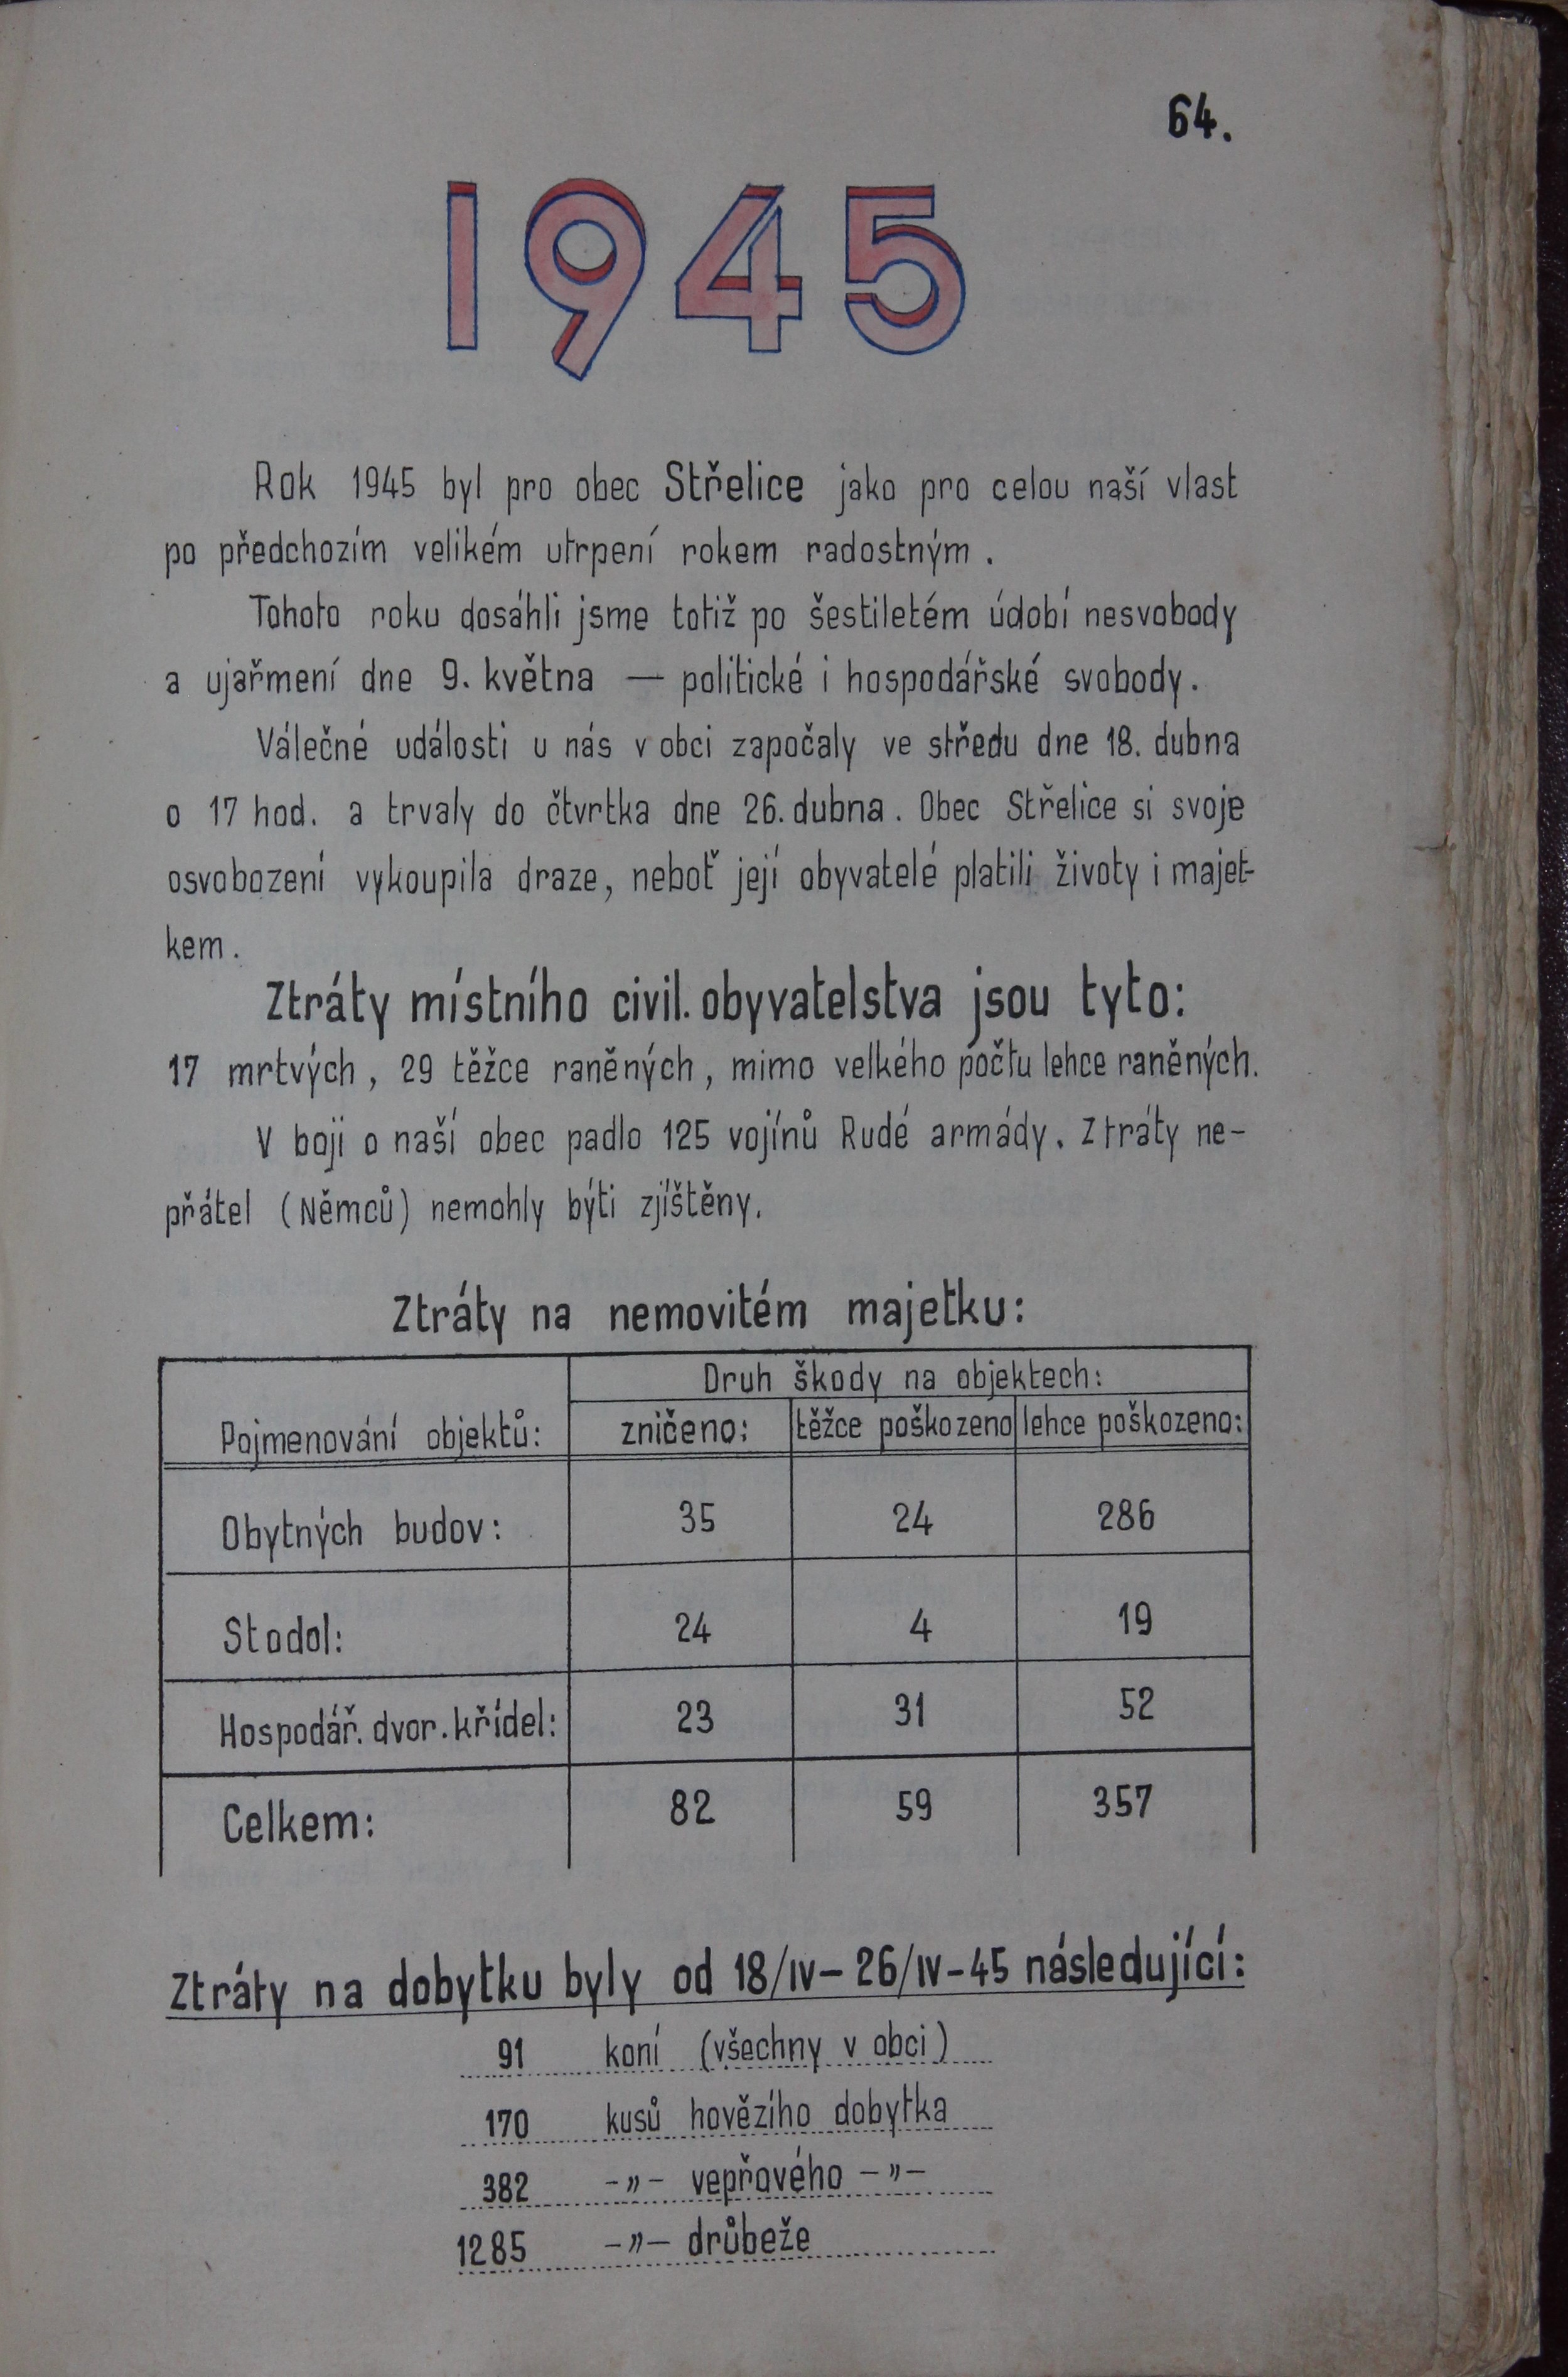 64.
1945
Rok 1945 byl pro obec Střelice jako pro celou naší vlast
po předchozím velikém utrpení rokem radostným.
Tohoto roku dosáhli jsme totiž po šestiletém údobí nesvobody
a ujařmení dne 9. května — politické i hospodářské svobody.
Válečné události u nás v obci započaly ve středu dne 18. dubna
o 17 hod. a trvaly do čtvrtka dne 26. dubna. Obec Střelice si svoje
osvobození vykoupila draze, neboť její obyvatelé platili životy i majet-
kem.
Ztráty místního civil. obyvatelstva jsou tyto:
17 mrtvých, 29 těžce raněných, mimo velkého počtu lehce raněných.
V boji o naší obec padlo 125 vojínů Rudé armády. Ztráty ne-
přátel (Němců) nemohly býti zjíštěny.
Ztráty na nemovitém majetku:
Druh škody na objektech:
Pojmenování objektů: zničeno: těžce poškozeno lehce poškozeno:
Obytných budov: 35 24 286
Stodol: 24 4 19
Hospodář. dvor. křídel: 23 31 52
Celkem: 82 59 357
Ztráty na dobytku byly od 18/IV – 26/IV – 45 následující:
91 koní (všechny v obci)
170 kusů hovězího dobytka
382 –"– vepřového –"–
1285 –"– drůbeže